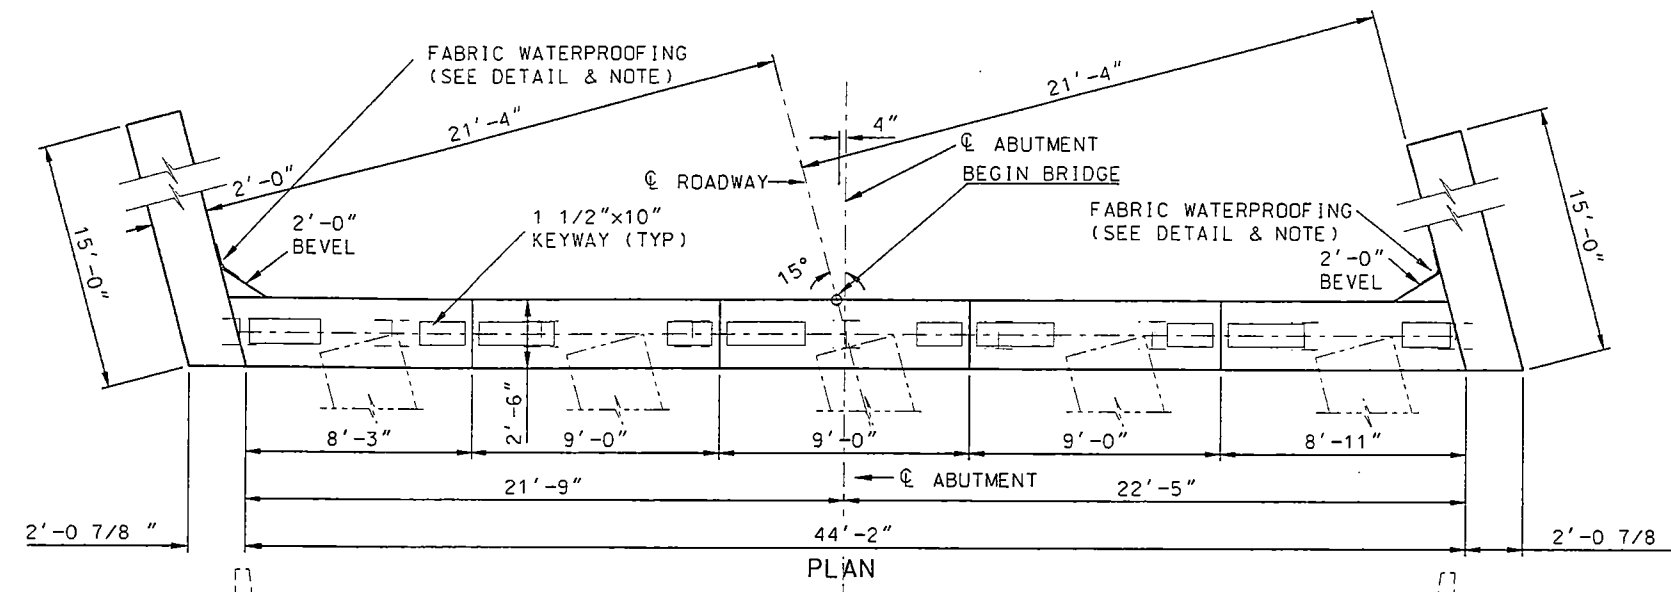 FABRIC WATERPROOFING
(SEE DETAIL & NOTE)
21'-4"
21'-4"
4"
℄ ABUTMENT
BEGIN BRIDGE
℄ ROADWAY
2'-0"
1 1/2"x10"
KEYWAY (TYP)
2'-0"
BEVEL
FABRIC WATERPROOFING
(SEE DETAIL & NOTE)
2'-0"
BEVEL
15'-0"
15'-0"
15°
2'-6"
8'-3"
9'-0"
9'-0"
9'-0"
8'-11"
℄ ABUTMENT
21'-9"
22'-5"
2'-0 7/8 "
44'-2"
2'-0 7/8
PLAN